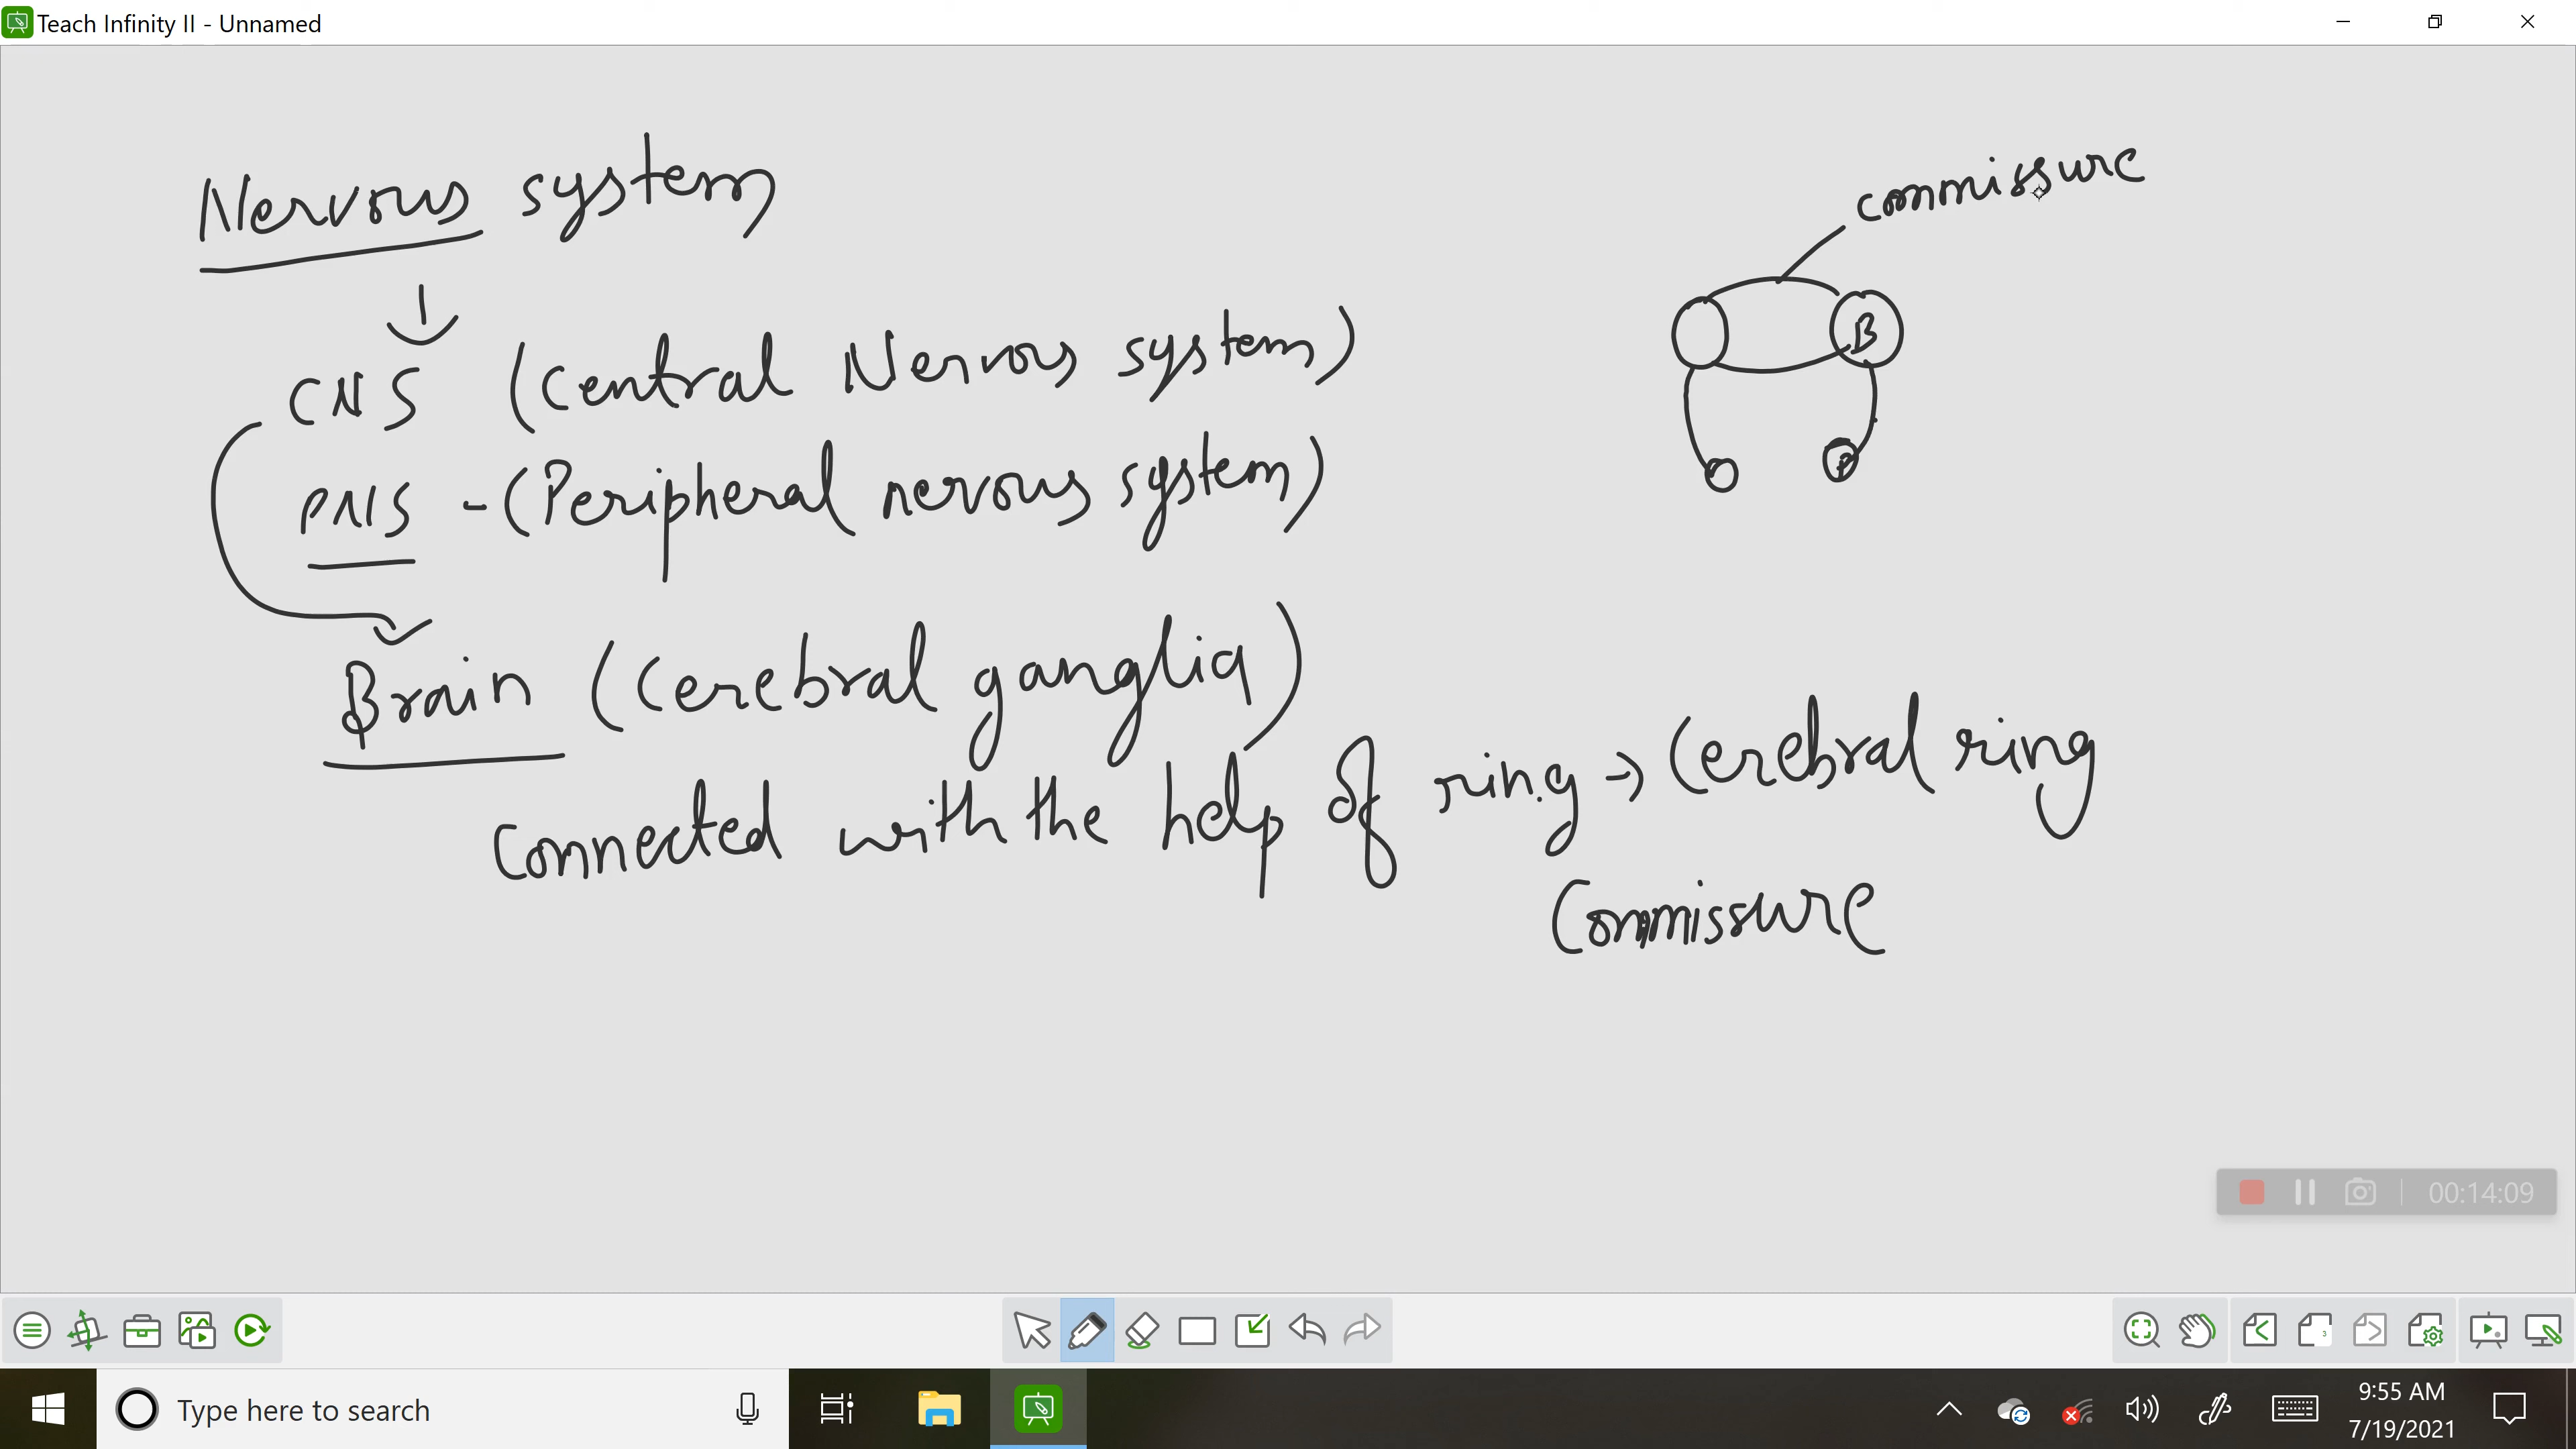 Teach Infinity II - Unnamed
Nervous system
commissure
CNS (Central Nervous system)
B
PNS - (Peripheral nervous system)
P
Brain (Cerebral ganglia)
Connected with the help of ring → Cerebral ring
Commissure
00:14:09
3
Type here to search
9:55 AM
7/19/2021